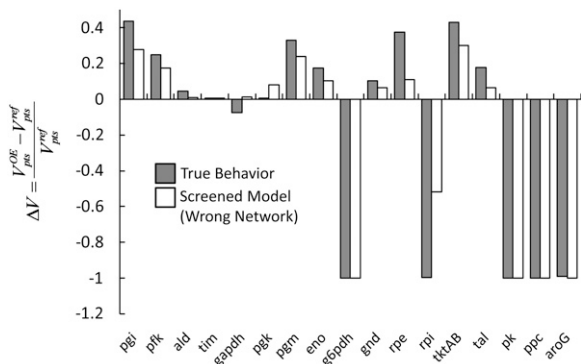 0.4
0.2
0
-0.2
-0.4
-0.6
-0.8
-1
-1.2
ΔV = (V_pts^OE − V_pts^ref) / V_pts^ref
True Behavior
Screened Model
(Wrong Network)
pgi
pfk
ald
tim
gapdh
pgk
pgm
eno
g6pdh
gnd
rpe
rpi
tktAB
tal
pk
ppc
aroG